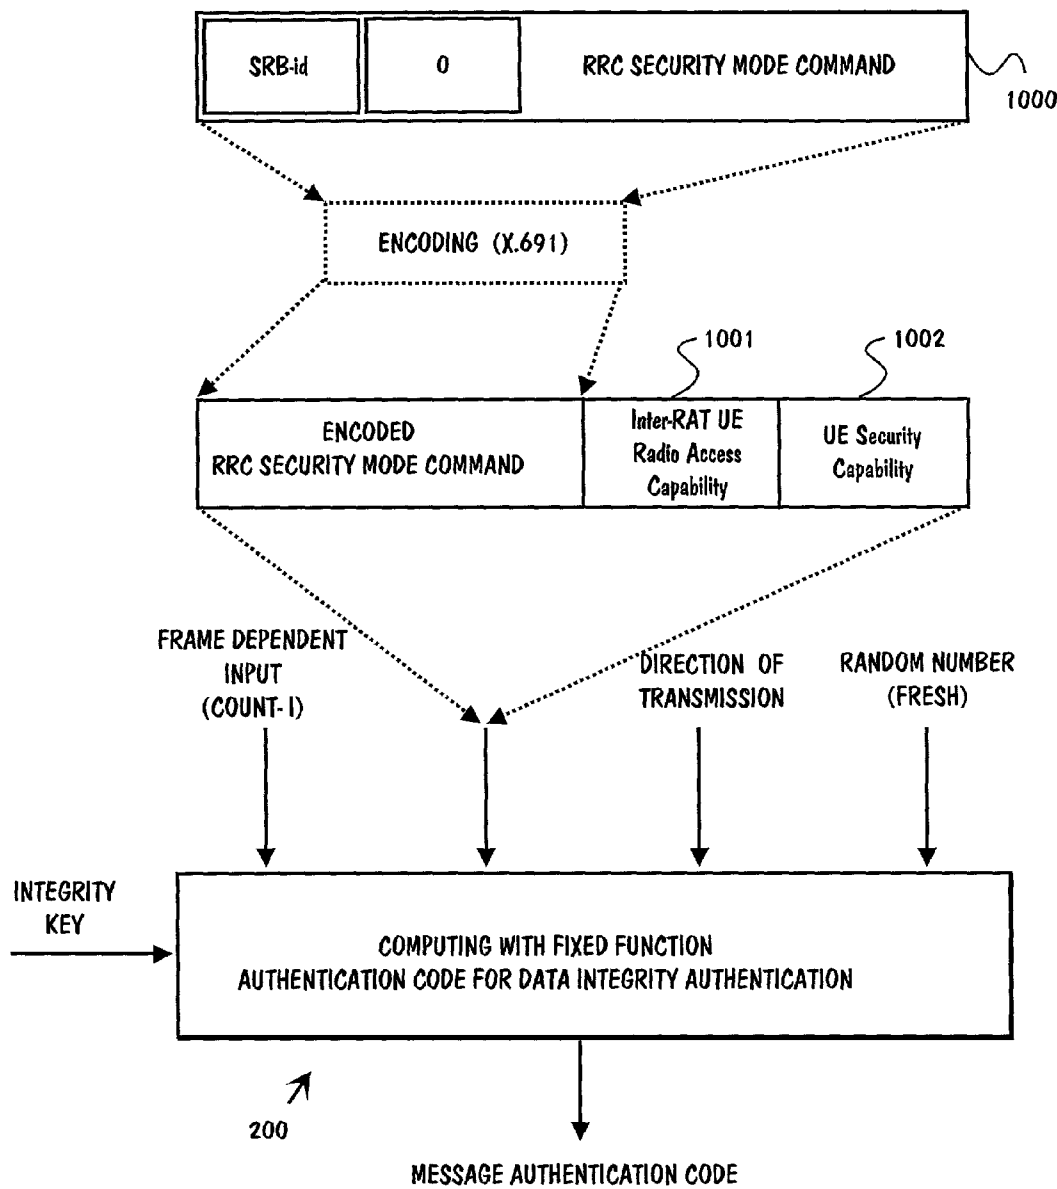 SRB-id
0
RRC SECURITY MODE COMMAND
1000
ENCODING (X.691)
1001
1002
ENCODED
RRC SECURITY MODE COMMAND
Inter-RAT UE
Radio Access
Capability
UE Security
Capability
FRAME DEPENDENT
INPUT
(COUNT-I)
DIRECTION OF
TRANSMISSION
RANDOM NUMBER
(FRESH)
INTEGRITY
KEY
COMPUTING WITH FIXED FUNCTION
AUTHENTICATION CODE FOR DATA INTEGRITY AUTHENTICATION
200
MESSAGE AUTHENTICATION CODE